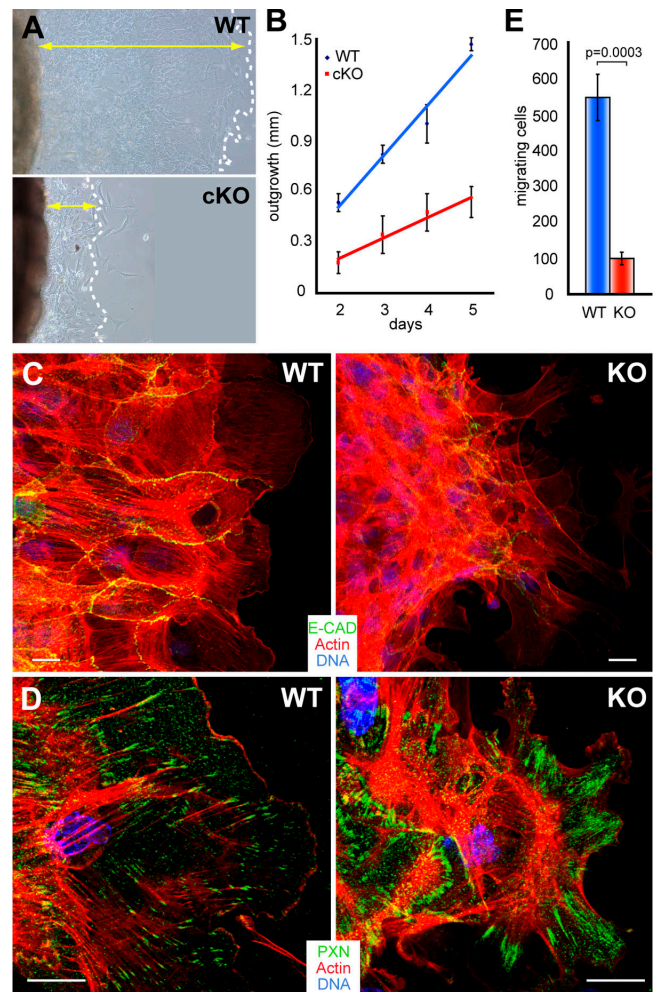 A
WT
cKO
B
1.5
1.2
0.9
0.6
0.3
outgrowth (mm)
WT
cKO
2 3 4 5
days
E
700
600
500
400
300
200
100
0
migrating cells
p=0.0003
WT KO
C
WT
KO
E-CAD
Actin
DNA
D
WT
KO
PXN
Actin
DNA